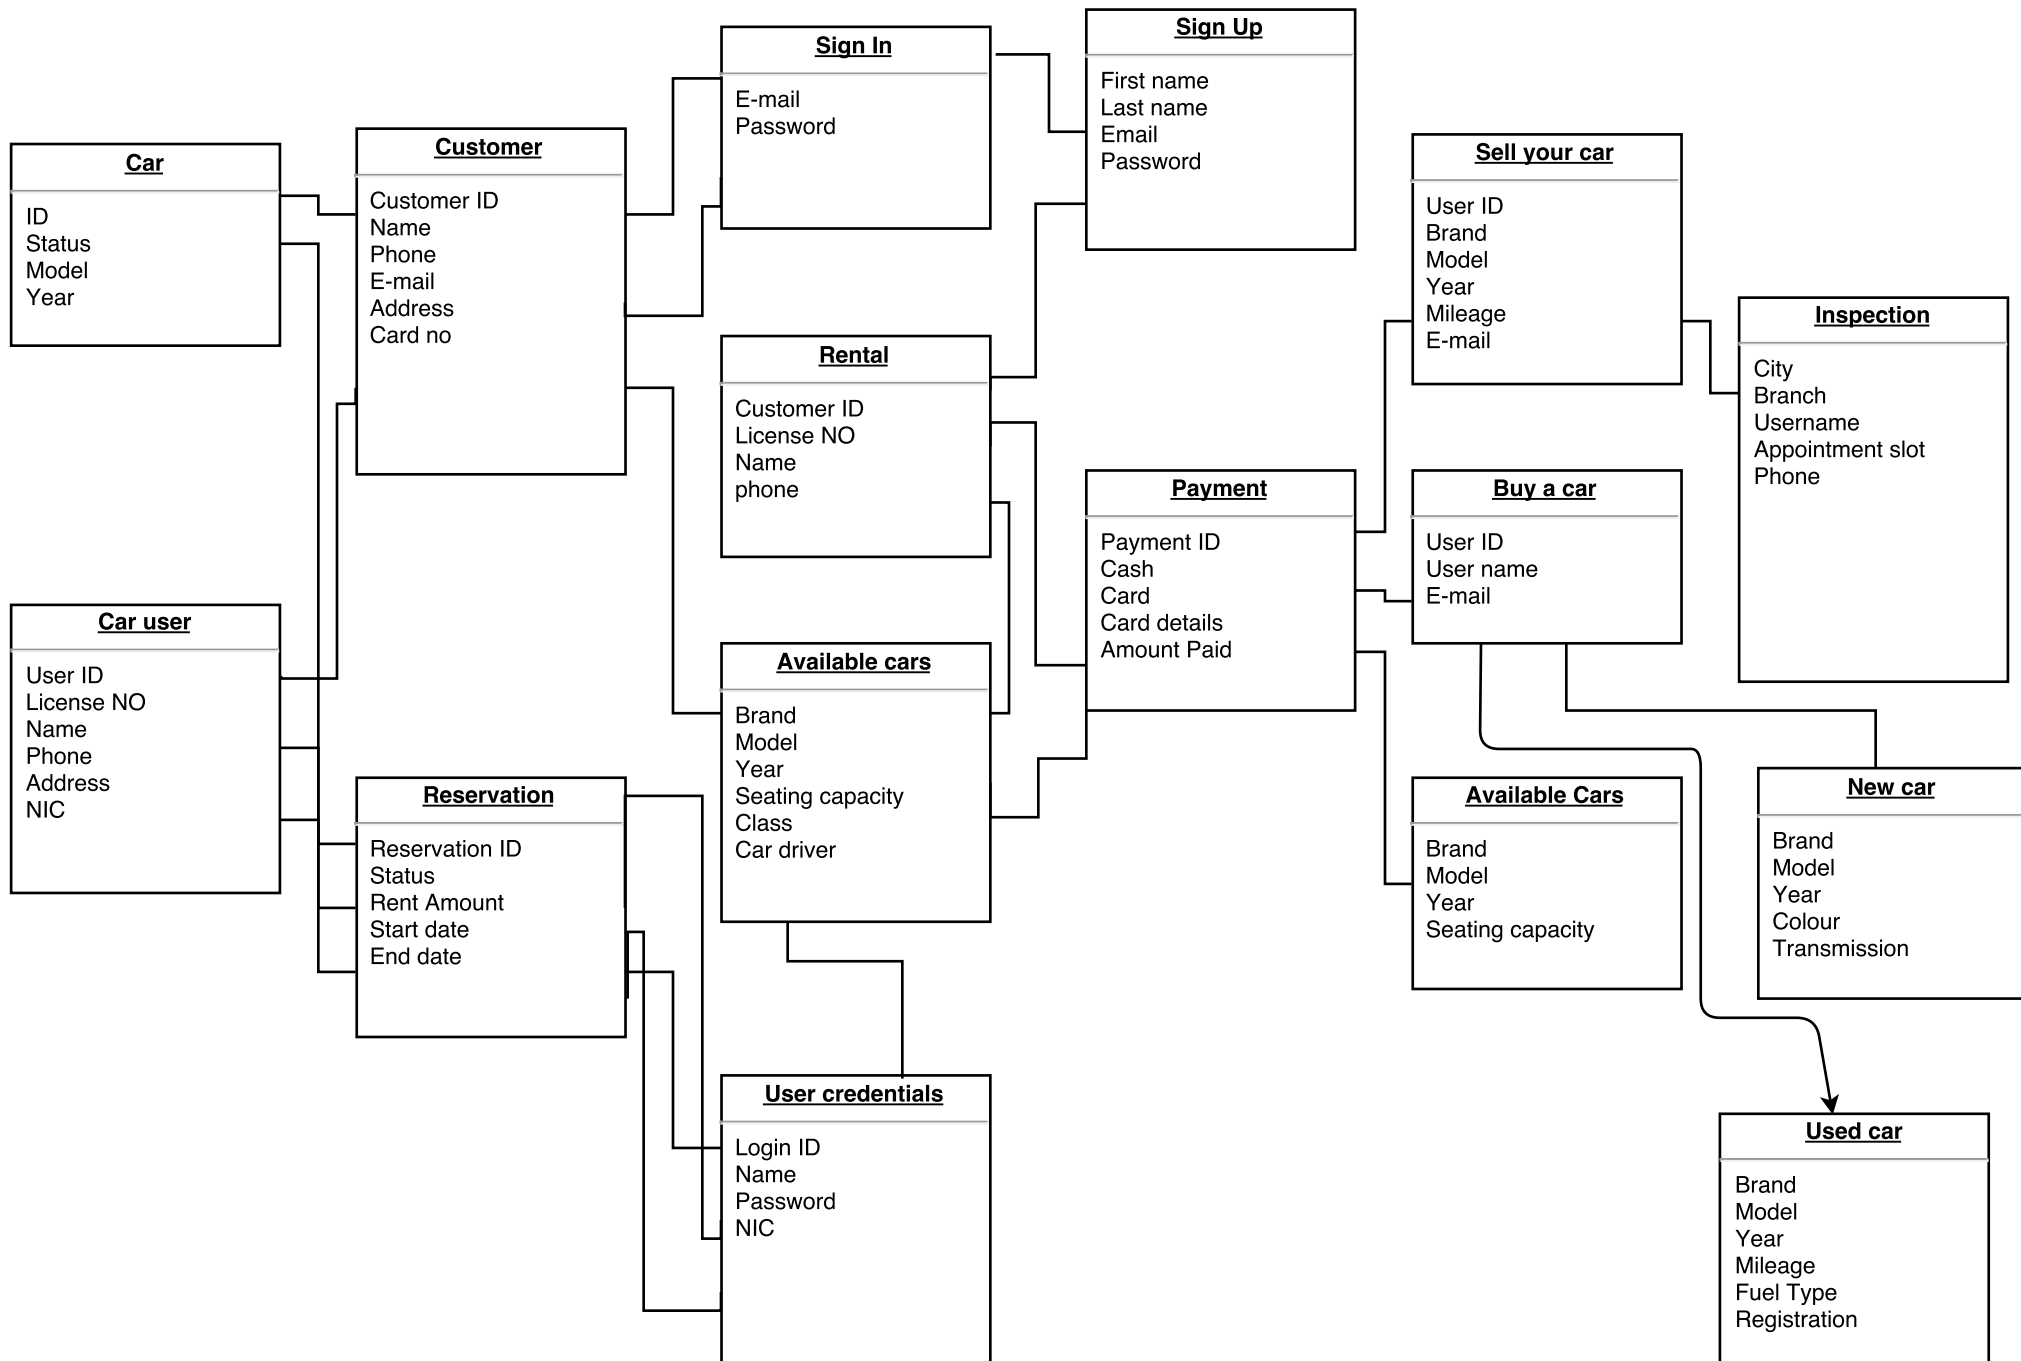 Car
ID
Status
Model
Year
Customer
Customer ID
Name
Phone
E-mail
Address
Card no
Sign In
E-mail
Password
Sign Up
First name
Last name
Email
Password
Sell your car
User ID
Brand
Model
Year
Mileage
E-mail
Inspection
City
Branch
Username
Appointment slot
Phone
Rental
Customer ID
License NO
Name
phone
Payment
Payment ID
Cash
Card
Card details
Amount Paid
Buy a car
User ID
User name
E-mail
Car user
User ID
License NO
Name
Phone
Address
NIC
Reservation
Reservation ID
Status
Rent Amount
Start date
End date
Available cars
Brand
Model
Year
Seating capacity
Class
Car driver
Available Cars
Brand
Model
Year
Seating capacity
New car
Brand
Model
Year
Colour
Transmission
User credentials
Login ID
Name
Password
NIC
Used car
Brand
Model
Year
Mileage
Fuel Type
Registration